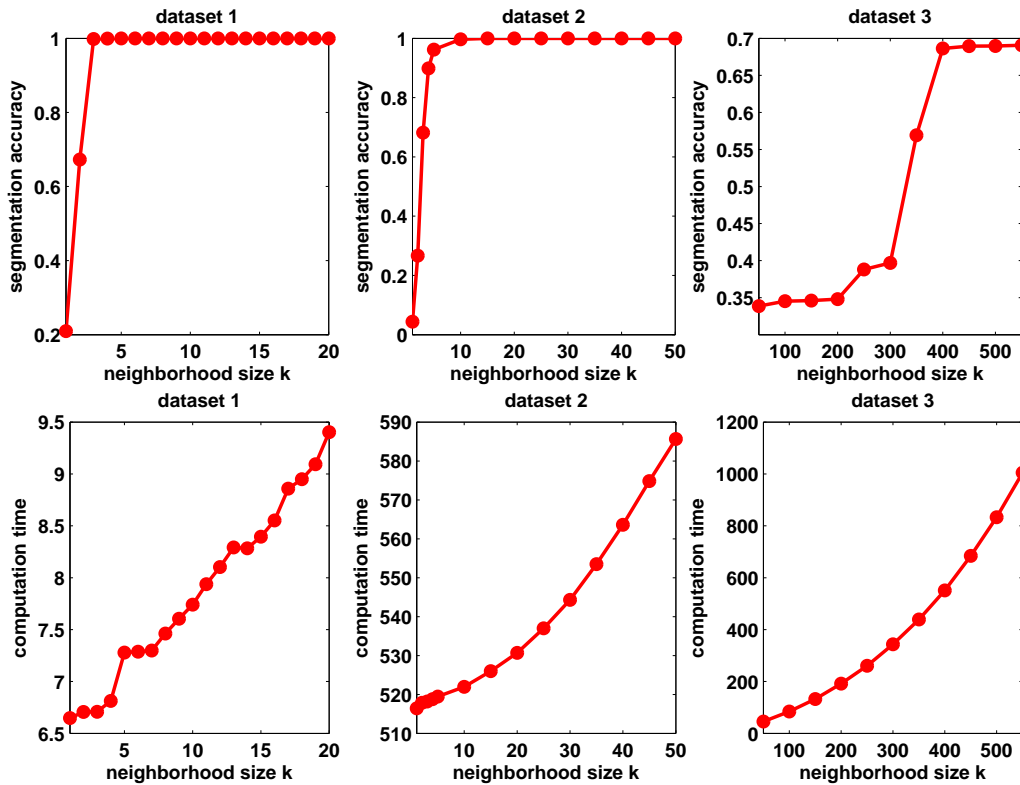 dataset 1
segmentation accuracy
1
0.8
0.6
0.4
0.2
5 10 15 20
neighborhood size k
dataset 2
segmentation accuracy
1
0.8
0.6
0.4
0.2
0
10 20 30 40 50
neighborhood size k
dataset 3
segmentation accuracy
0.7
0.65
0.6
0.55
0.5
0.45
0.4
0.35
100 200 300 400 500
neighborhood size k
dataset 1
computation time
9.5
9
8.5
8
7.5
7
6.5
5 10 15 20
neighborhood size k
dataset 2
computation time
590
580
570
560
550
540
530
520
510
10 20 30 40 50
neighborhood size k
dataset 3
computation time
1200
1000
800
600
400
200
0
100 200 300 400 500
neighborhood size k